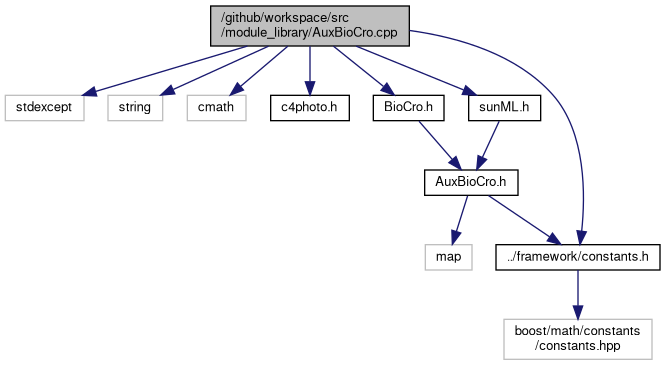 /github/workspace/src
/module_library/AuxBioCro.cpp
stdexcept
string
cmath
c4photo.h
BioCro.h
sunML.h
AuxBioCro.h
map
../framework/constants.h
boost/math/constants
/constants.hpp